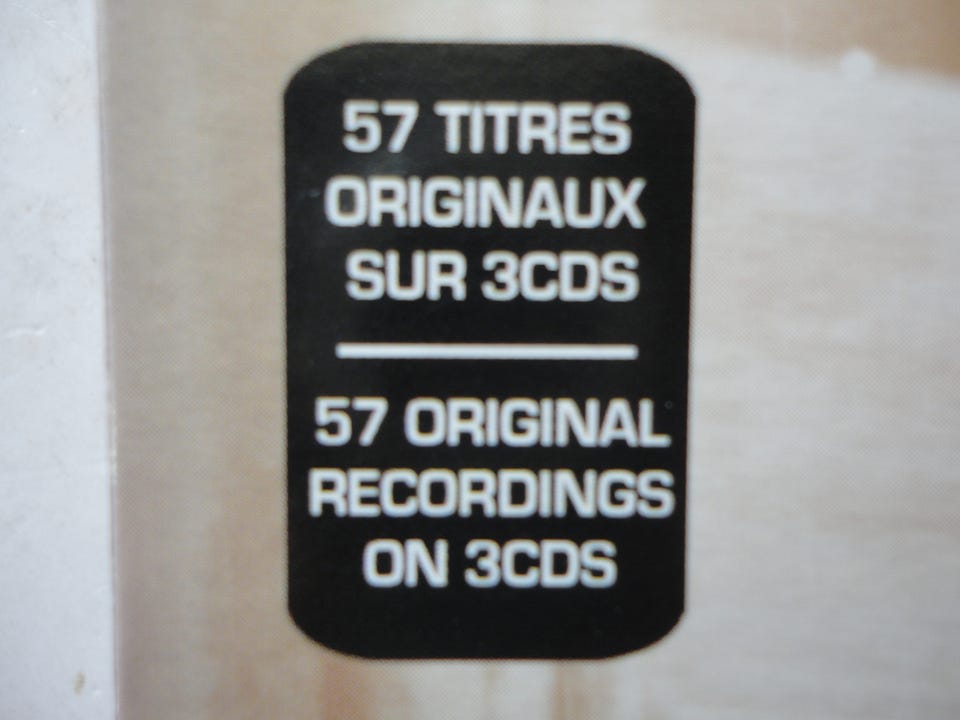 57 TITRES
ORIGINAUX
SUR 3CDS
57 ORIGINAL
RECORDINGS
ON 3CDS